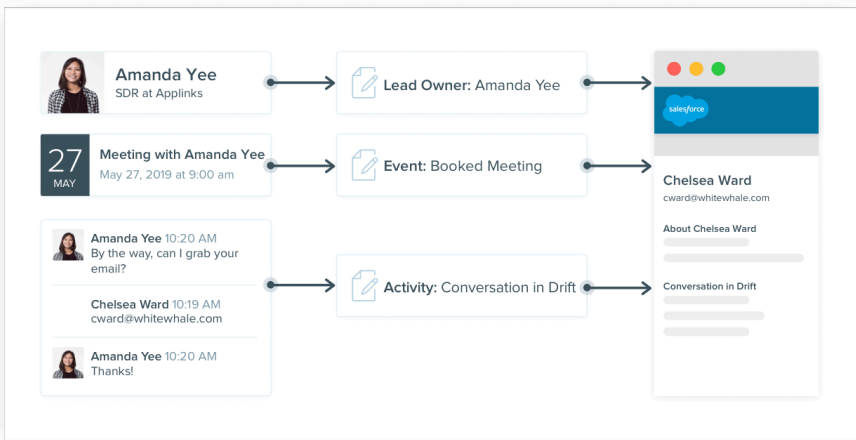 Amanda Yee
SDR at Applinks
Lead Owner: Amanda Yee
salesforce
27
MAY
Meeting with Amanda Yee
May 27, 2019 at 9:00 am
Event: Booked Meeting
Chelsea Ward
cward@whitewhale.com
About Chelsea Ward
Conversation in Drift
Amanda Yee 10:20 AM
By the way, can I grab your
email?
Chelsea Ward 10:19 AM
cward@whitewhale.com
Amanda Yee 10:20 AM
Thanks!
Activity: Conversation in Drift